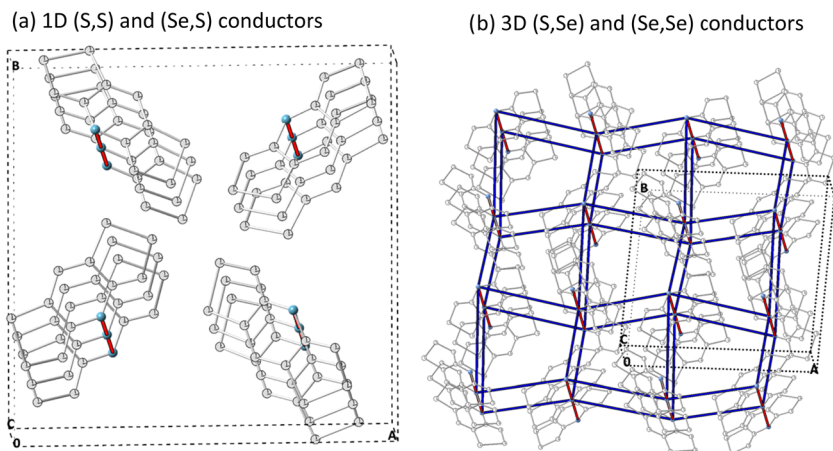 (a) 1D (S,S) and (Se,S) conductors
(b) 3D (S,Se) and (Se,Se) conductors
B
C
0
A
B
C
0
A